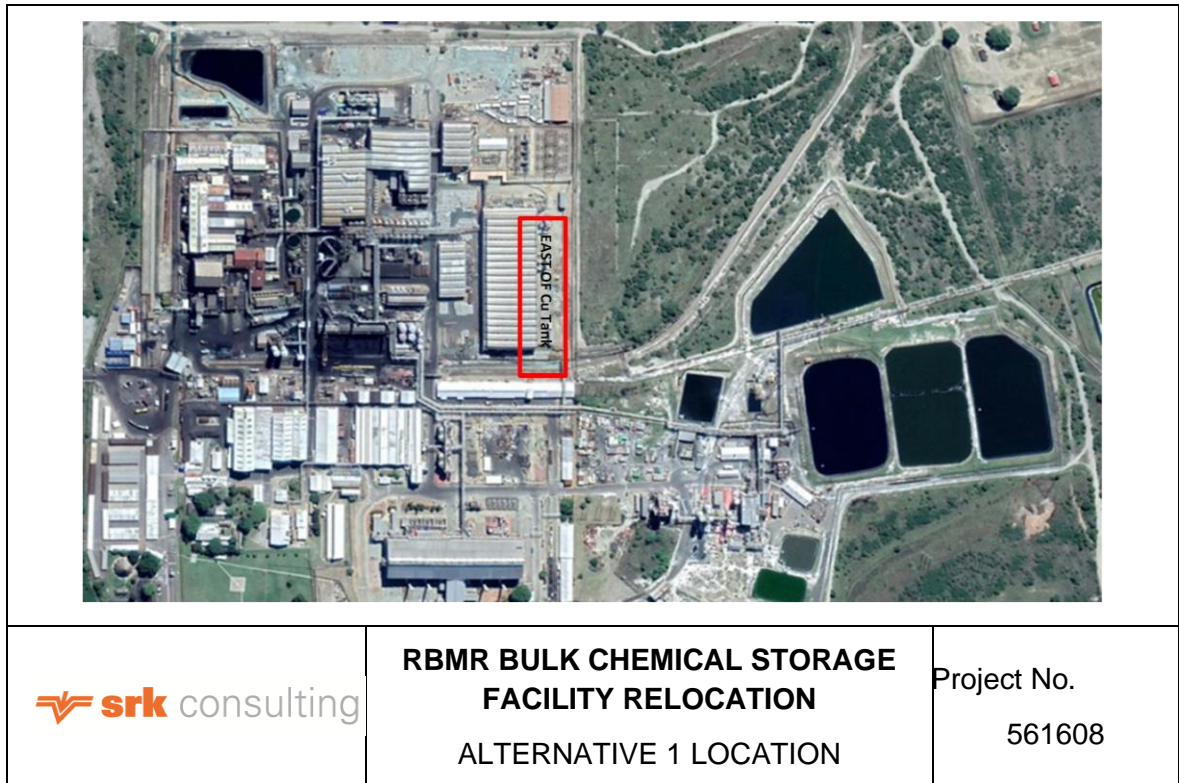 EAST OF Cu Tank
srk consulting
RBMR BULK CHEMICAL STORAGE
FACILITY RELOCATION
ALTERNATIVE 1 LOCATION
Project No.
561608